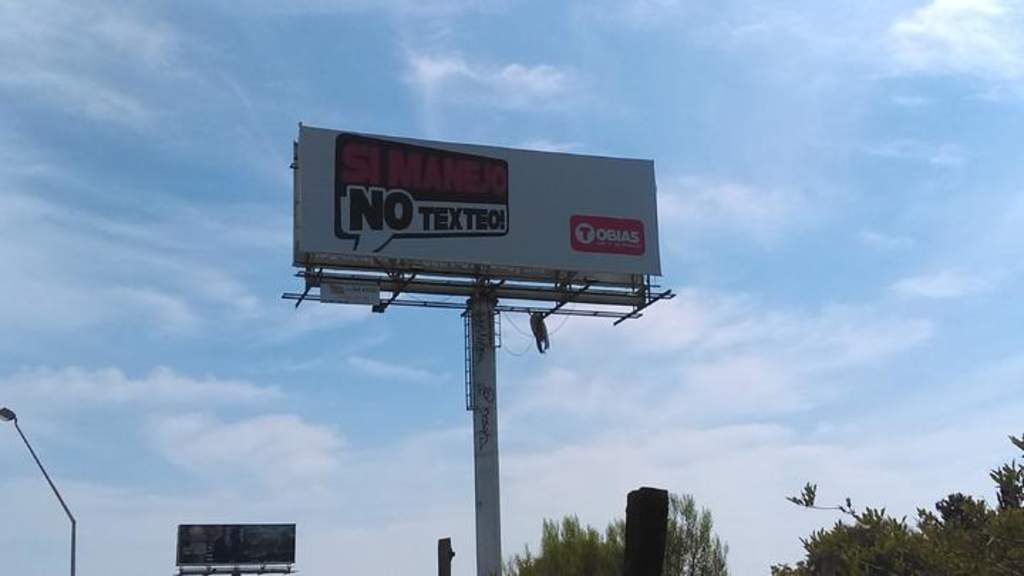 SI MANEJO
NO TEXTEO!
TOBIAS